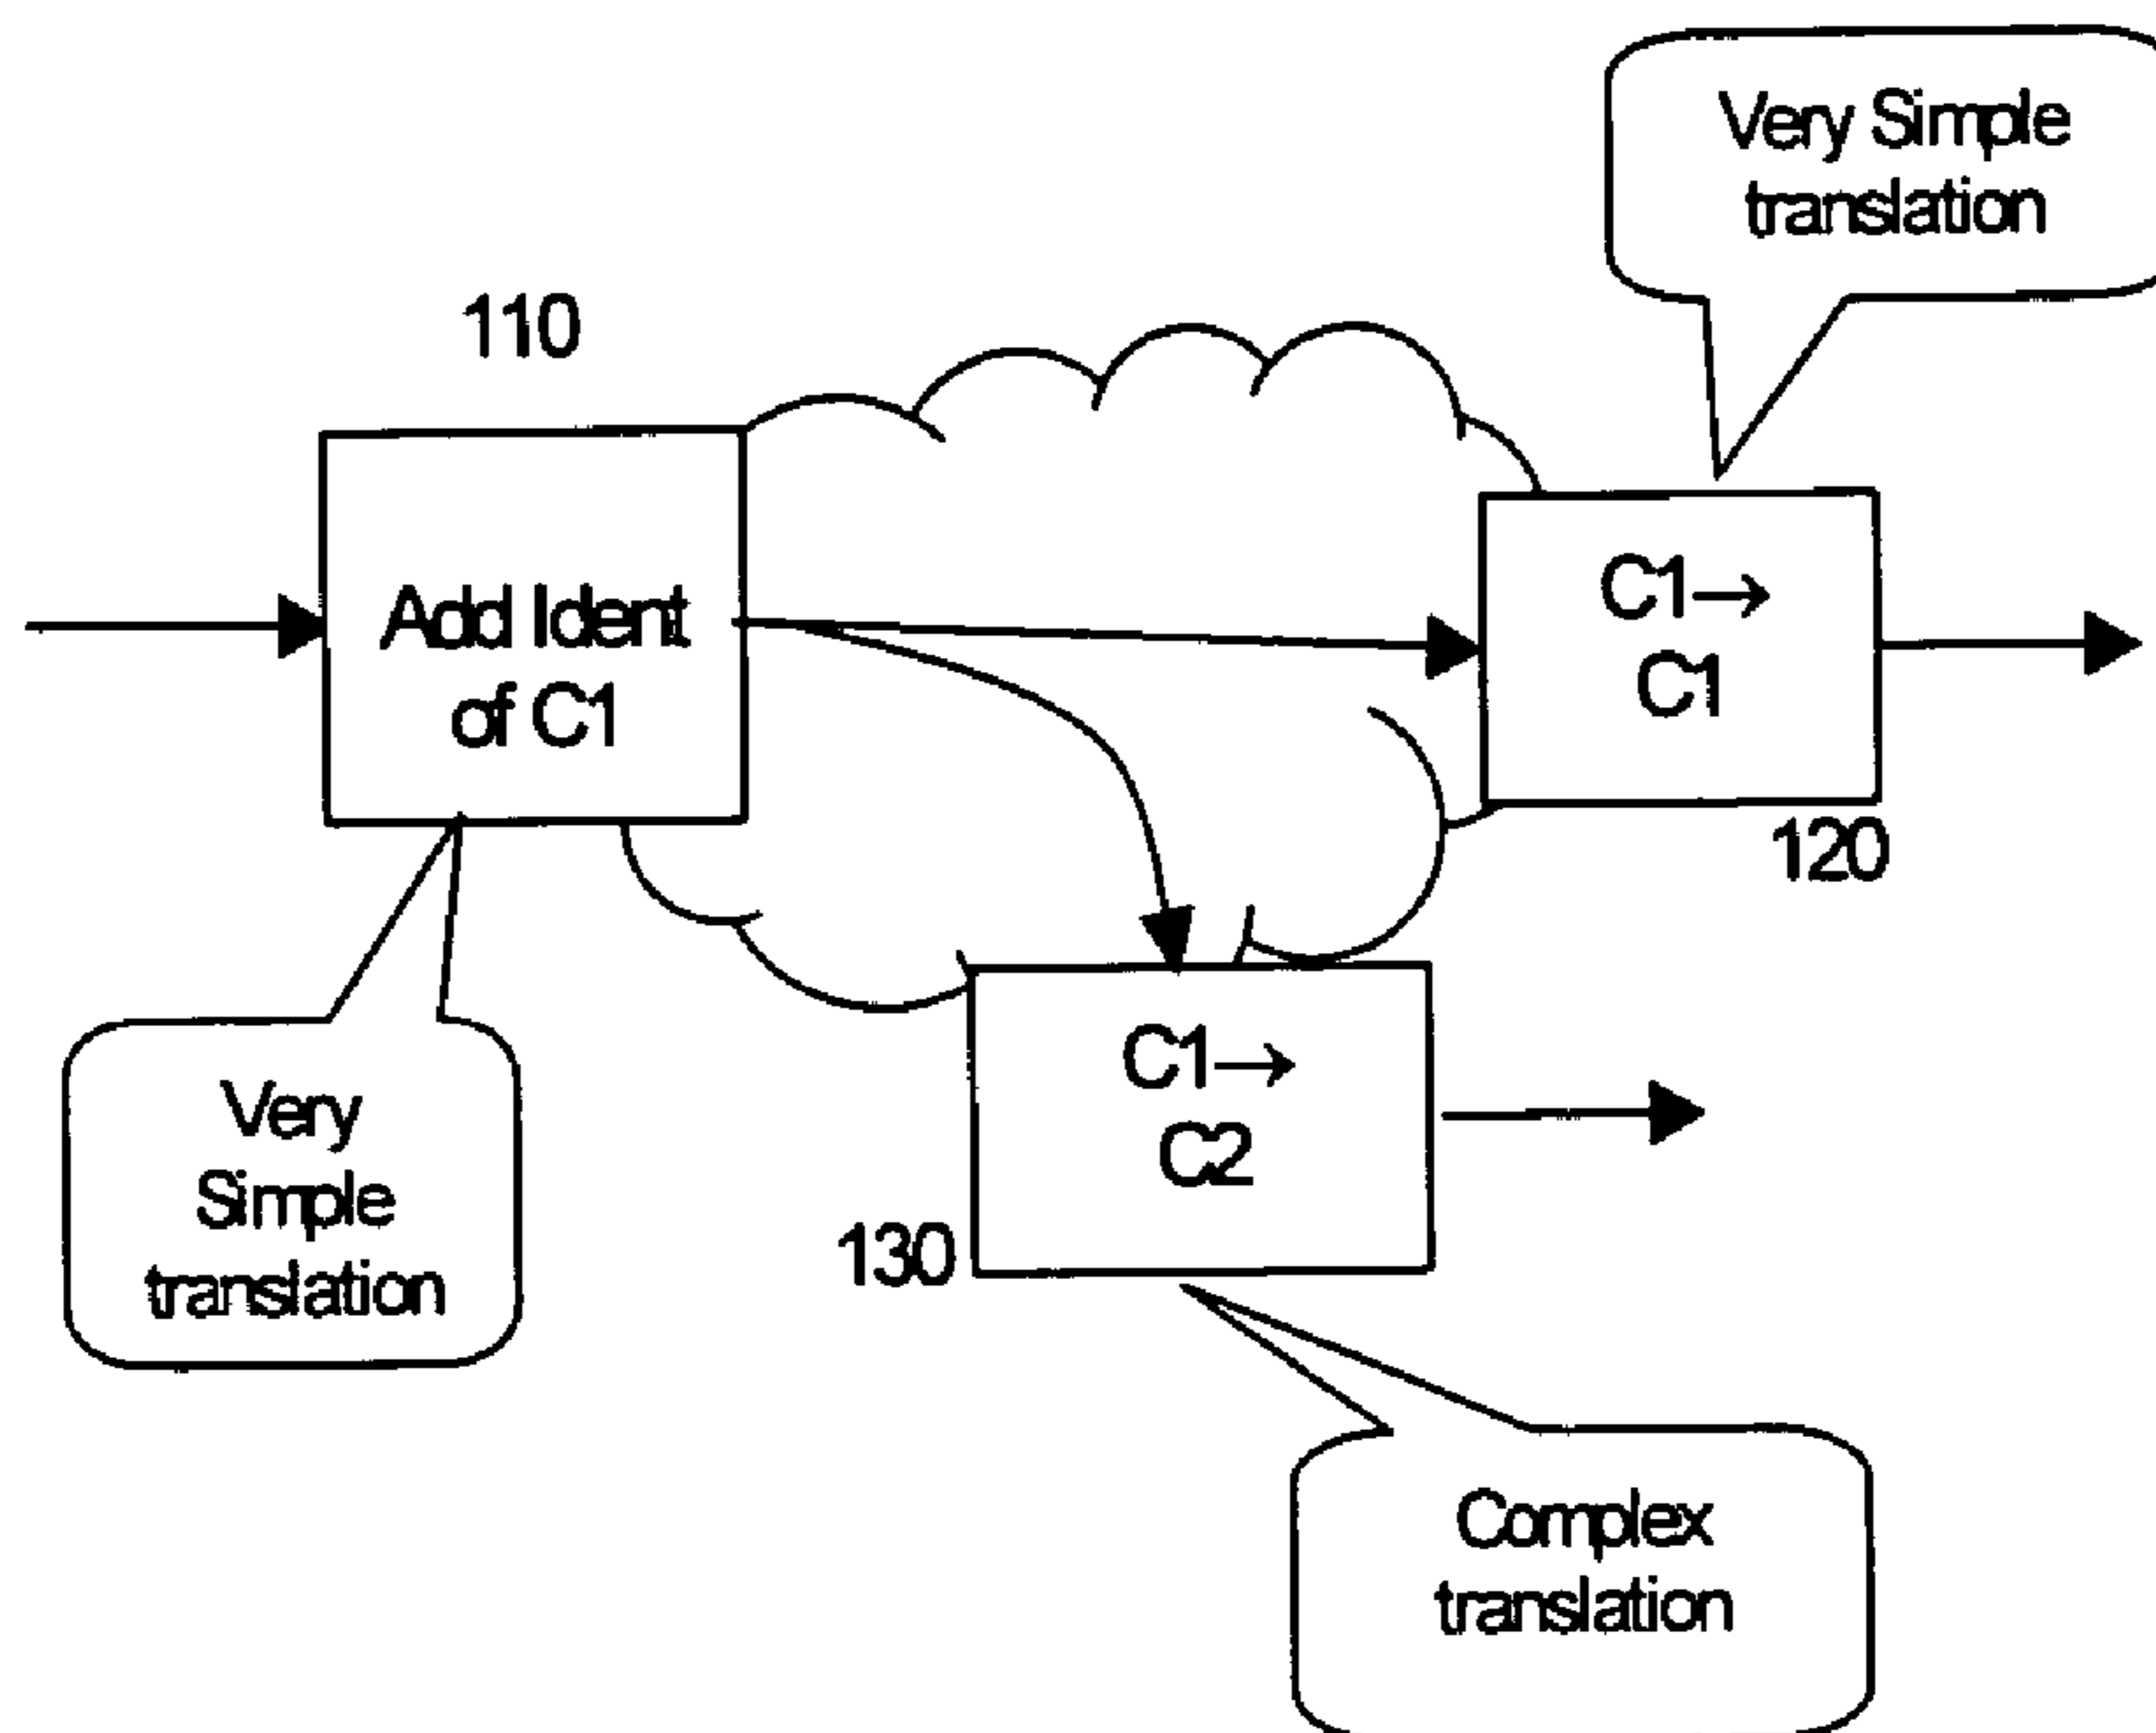 Very Simple
translation
110
Add Ident
of C1
C1→
C1
120
C1→
C2
130
Very
Simple
translation
Complex
translation